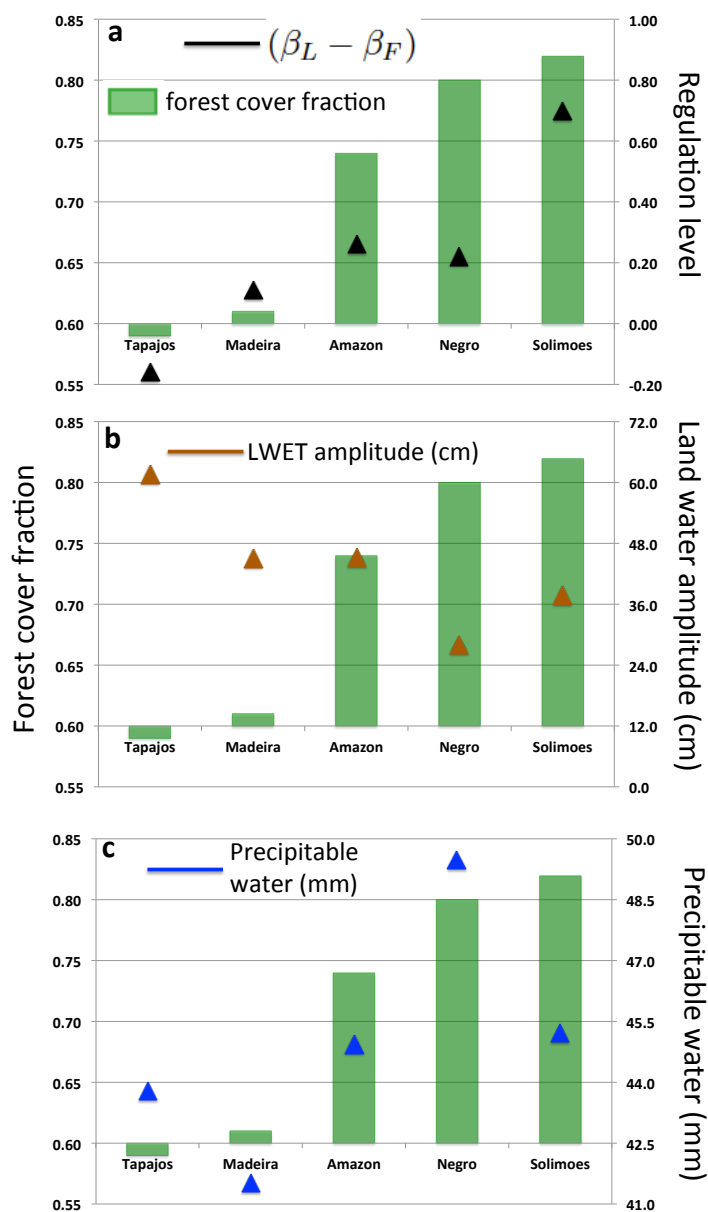 a
(β_L − β_F)
forest cover fraction
0.85
0.80
0.75
0.70
0.65
0.60
0.55
1.00
0.80
0.60
0.40
0.20
0.00
-0.20
Regulation level
Tapajos Madeira Amazon Negro Solimoes
b
LWET amplitude (cm)
0.85
0.80
0.75
0.70
0.65
0.60
0.55
72.0
60.0
48.0
36.0
24.0
12.0
0.0
Forest cover fraction
Land water amplitude (cm)
Tapajos Madeira Amazon Negro Solimoes
c
Precipitable
water (mm)
0.85
0.80
0.75
0.70
0.65
0.60
0.55
50.0
48.5
47.0
45.5
44.0
42.5
41.0
Precipitable water (mm)
Tapajos Madeira Amazon Negro Solimoes